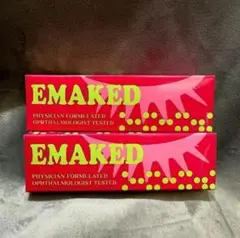 EMAKED
PHYSICIAN FORMULATED
OPHTHALMOLOGIST TESTED
EMAKED
PHYSICIAN FORMULATED
OPHTHALMOLOGIST TESTED